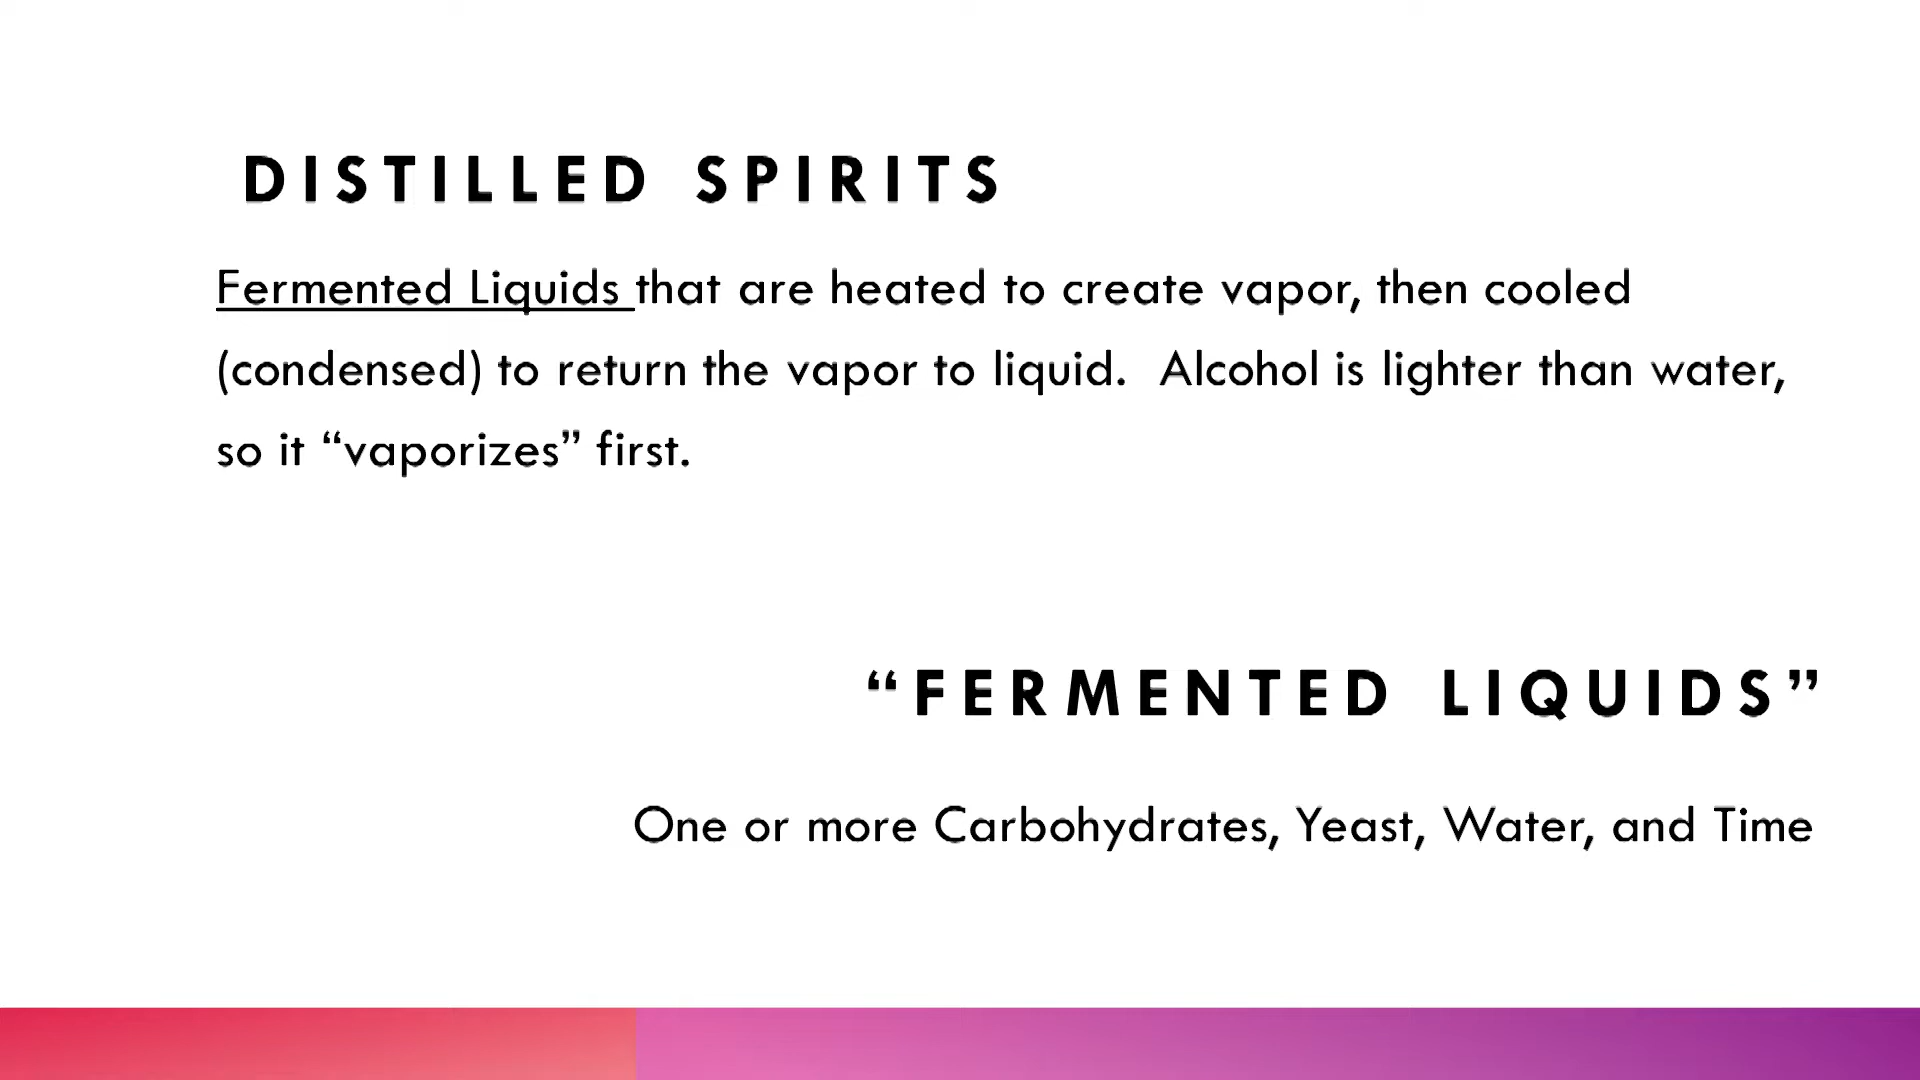 DISTILLED SPIRITS
Fermented Liquids that are heated to create vapor, then cooled
(condensed) to return the vapor to liquid.  Alcohol is lighter than water,
so it “vaporizes” first.
“FERMENTED LIQUIDS”
One or more Carbohydrates, Yeast, Water, and Time